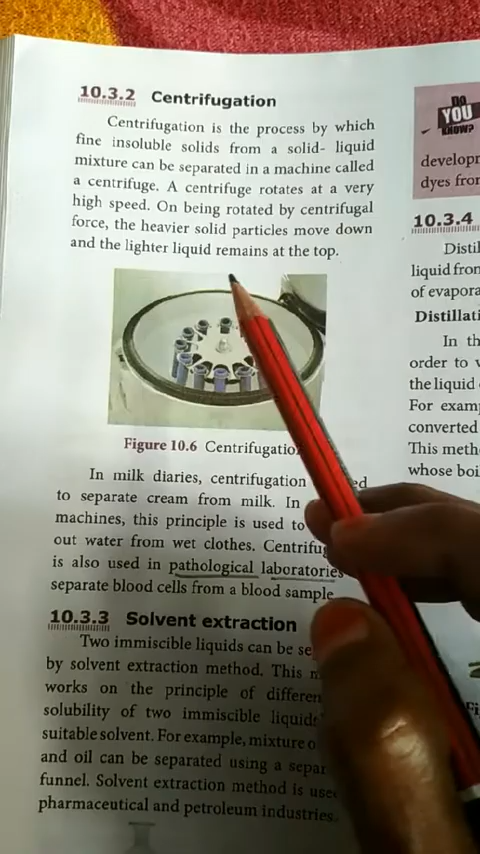 10.3.2 Centrifugation
Centrifugation is the process by which
fine insoluble solids from a solid- liquid
mixture can be separated in a machine called
a centrifuge. A centrifuge rotates at a very
high speed. On being rotated by centrifugal
force, the heavier solid particles move down
and the lighter liquid remains at the top.
Figure 10.6 Centrifugatio
In milk diaries, centrifugation ed
to separate cream from milk. In
machines, this principle is used to
out water from wet clothes. Centrifug
is also used in pathological laboratories
separate blood cells from a blood sample
10.3.3 Solvent extraction
Two immiscible liquids can be se
by solvent extraction method. This m
works on the principle of differen
solubility of two immiscible liquids
suitable solvent. For example, mixture o
and oil can be separated using a separ
funnel. Solvent extraction method is use
pharmaceutical and petroleum industries.
DO
YOU
KNOW?
developr
dyes from
10.3.4
Distil
liquid from
of evapora
Distillati
In th
order to v
the liquid
For examp
converted
This meth
whose boi